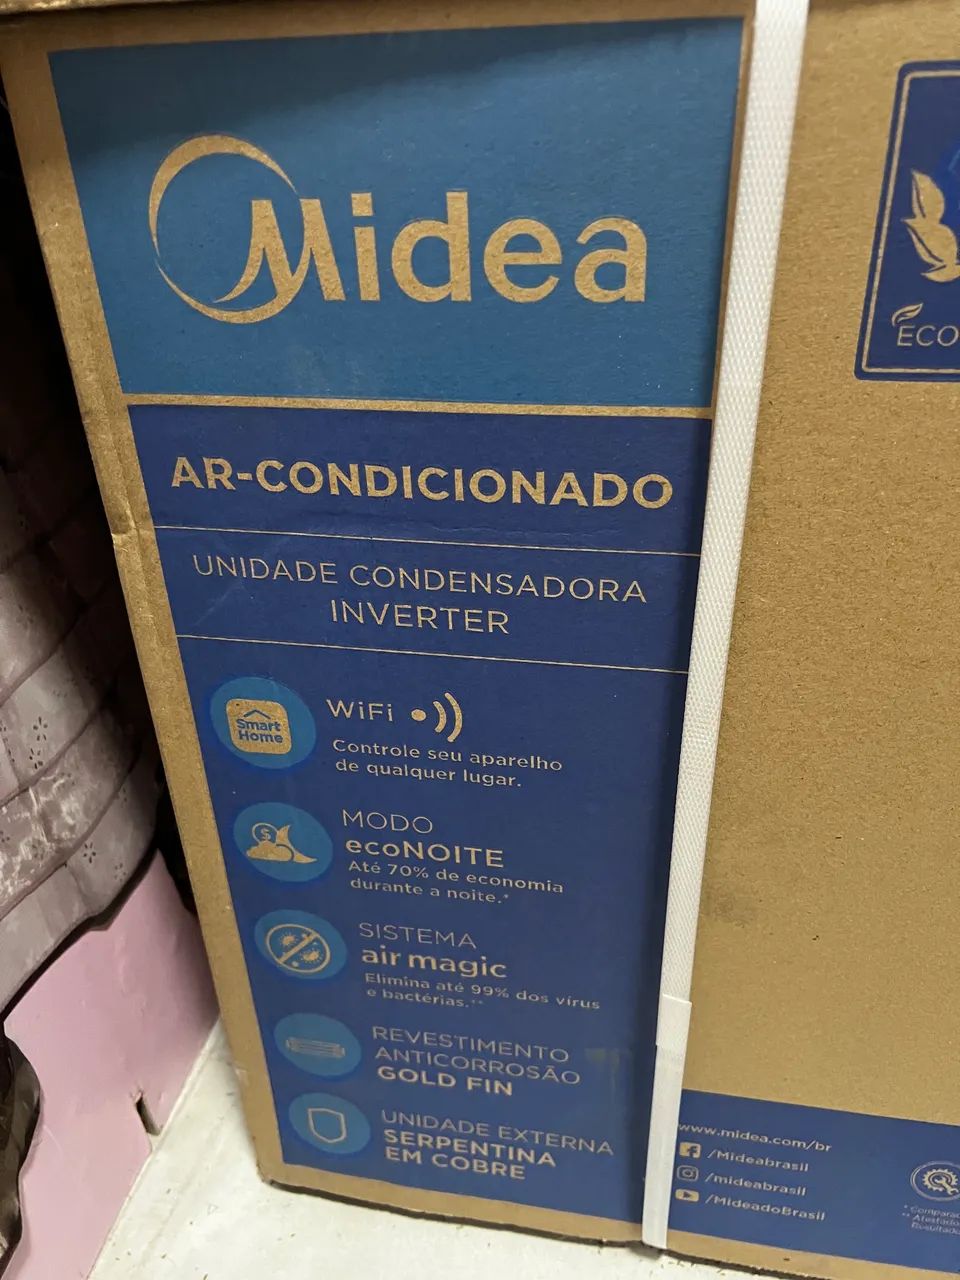 Midea
AR-CONDICIONADO
UNIDADE CONDENSADORA
INVERTER
Smart
Home
WiFi
Controle seu aparelho
de qualquer lugar.
$
MODO
ecoNOITE
Até 70% de economia
durante a noite.*
SISTEMA
air magic
Elimina até 99% dos vírus
e bactérias.**
REVESTIMENTO
ANTICORROSÃO
GOLD FIN
UNIDADE EXTERNA
SERPENTINA
EM COBRE
ECO
www.midea.com/br
/Mideabrasil
/mideabrasil
/MideadoBrasil